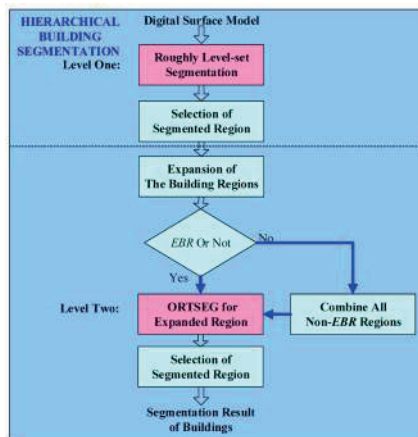 HIERARCHICAL
BUILDING
SEGMENTATION
Digital Surface Model
Level One:
Roughly Level-set
Segmentation
Selection of
Segmented Region
Expansion of
The Building Regions
EBR Or Not
No
Yes
Level Two:
ORTSEG for
Expanded Region
Combine All
Non-EBR Regions
Selection of
Segmented Region
Segmentation Result
of Buildings